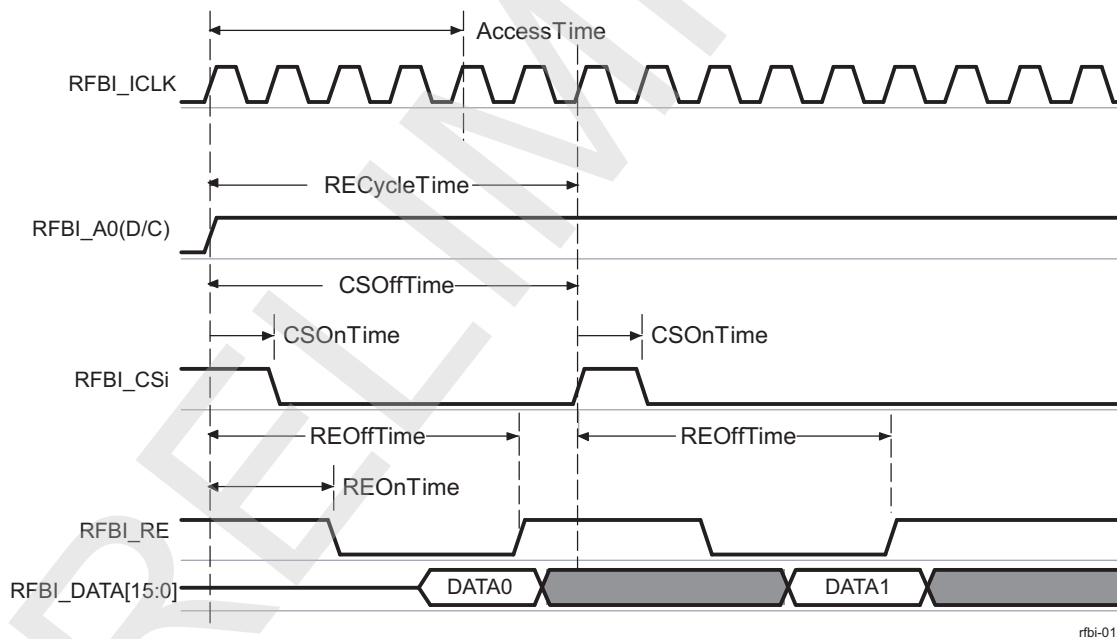 AccessTime
RFBI_ICLK
RECycleTime
RFBI_A0(D/C)
CSOffTime
CSOnTime
CSOnTime
RFBI_CSi
REOffTime
REOffTime
REOnTime
RFBI_RE
RFBI_DATA[15:0]
DATA0
DATA1
rfbi-01
PRELIM